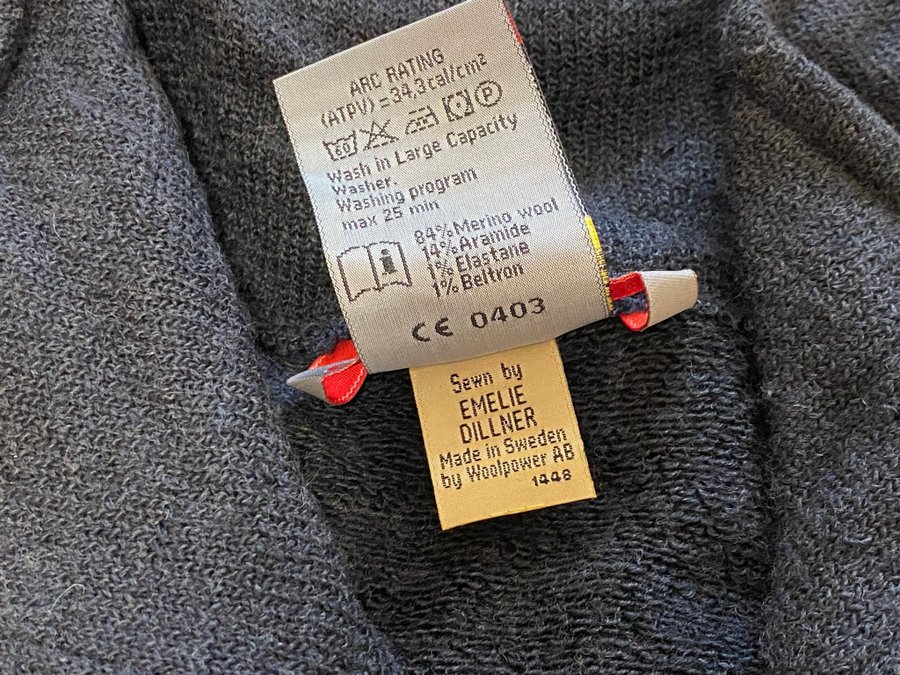 ARC RATING
(ATPV) = 34,3 cal/cm²
60 P
Wash in Large Capacity
Washer.
Washing program
max 25 min
84% Merino wool
14% Aramide
1% Elastane
1% Beltron
CE 0403
Sewn by
EMELIE
DILLNER
Made in Sweden
by Woolpower AB
1448